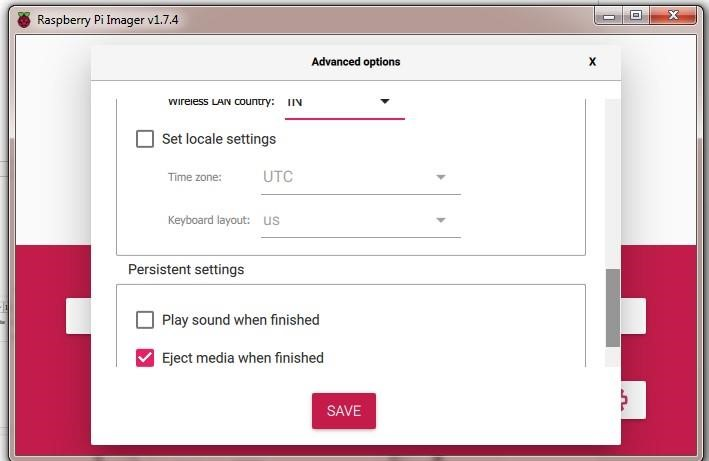 Raspberry Pi Imager v1.7.4
Advanced options
X
Wireless LAN country: IN
Set locale settings
Time zone: UTC
Keyboard layout: us
Persistent settings
Play sound when finished
Eject media when finished
SAVE